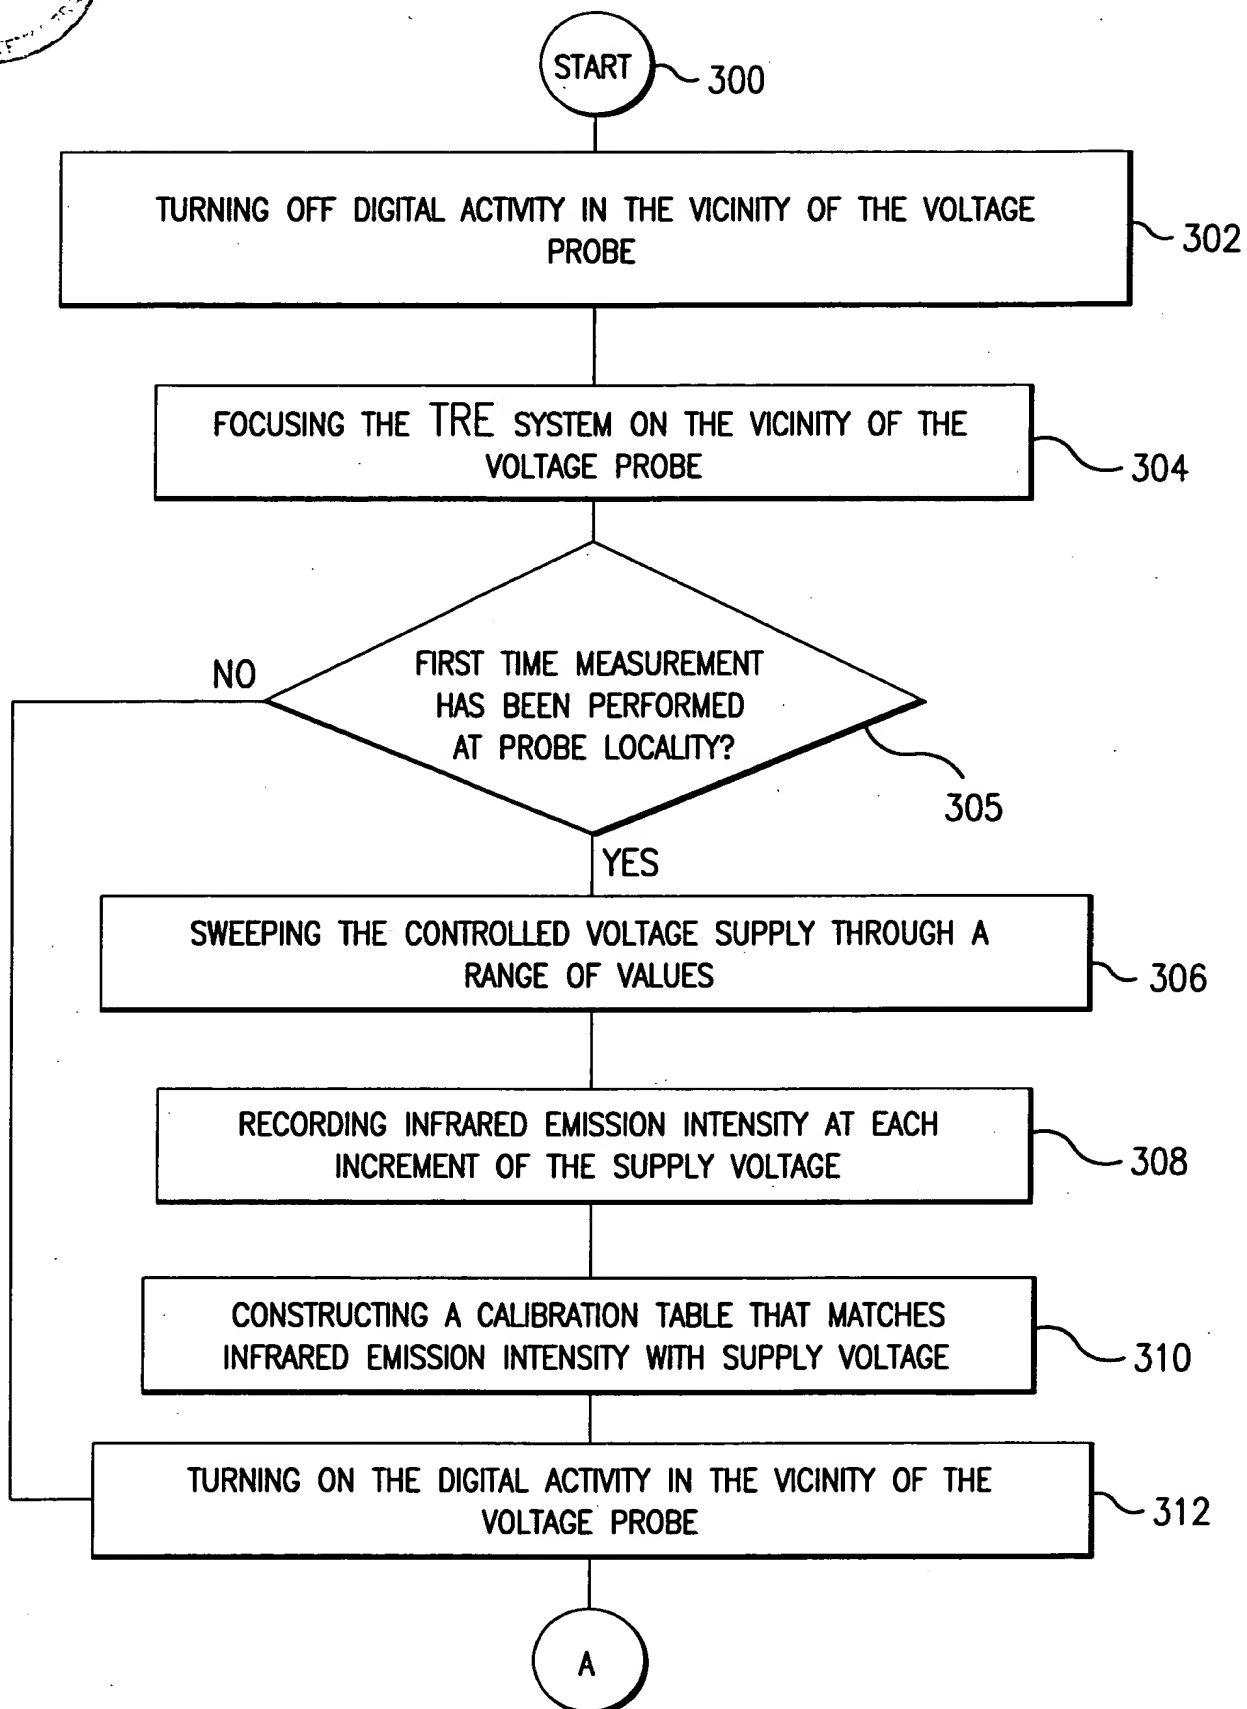 START
300
TURNING OFF DIGITAL ACTIVITY IN THE VICINITY OF THE VOLTAGE
PROBE
302
FOCUSING THE TRE SYSTEM ON THE VICINITY OF THE
VOLTAGE PROBE
304
NO
FIRST TIME MEASUREMENT
HAS BEEN PERFORMED
AT PROBE LOCALITY?
305
YES
SWEEPING THE CONTROLLED VOLTAGE SUPPLY THROUGH A
RANGE OF VALUES
306
RECORDING INFRARED EMISSION INTENSITY AT EACH
INCREMENT OF THE SUPPLY VOLTAGE
308
CONSTRUCTING A CALIBRATION TABLE THAT MATCHES
INFRARED EMISSION INTENSITY WITH SUPPLY VOLTAGE
310
TURNING ON THE DIGITAL ACTIVITY IN THE VICINITY OF THE
VOLTAGE PROBE
312
A